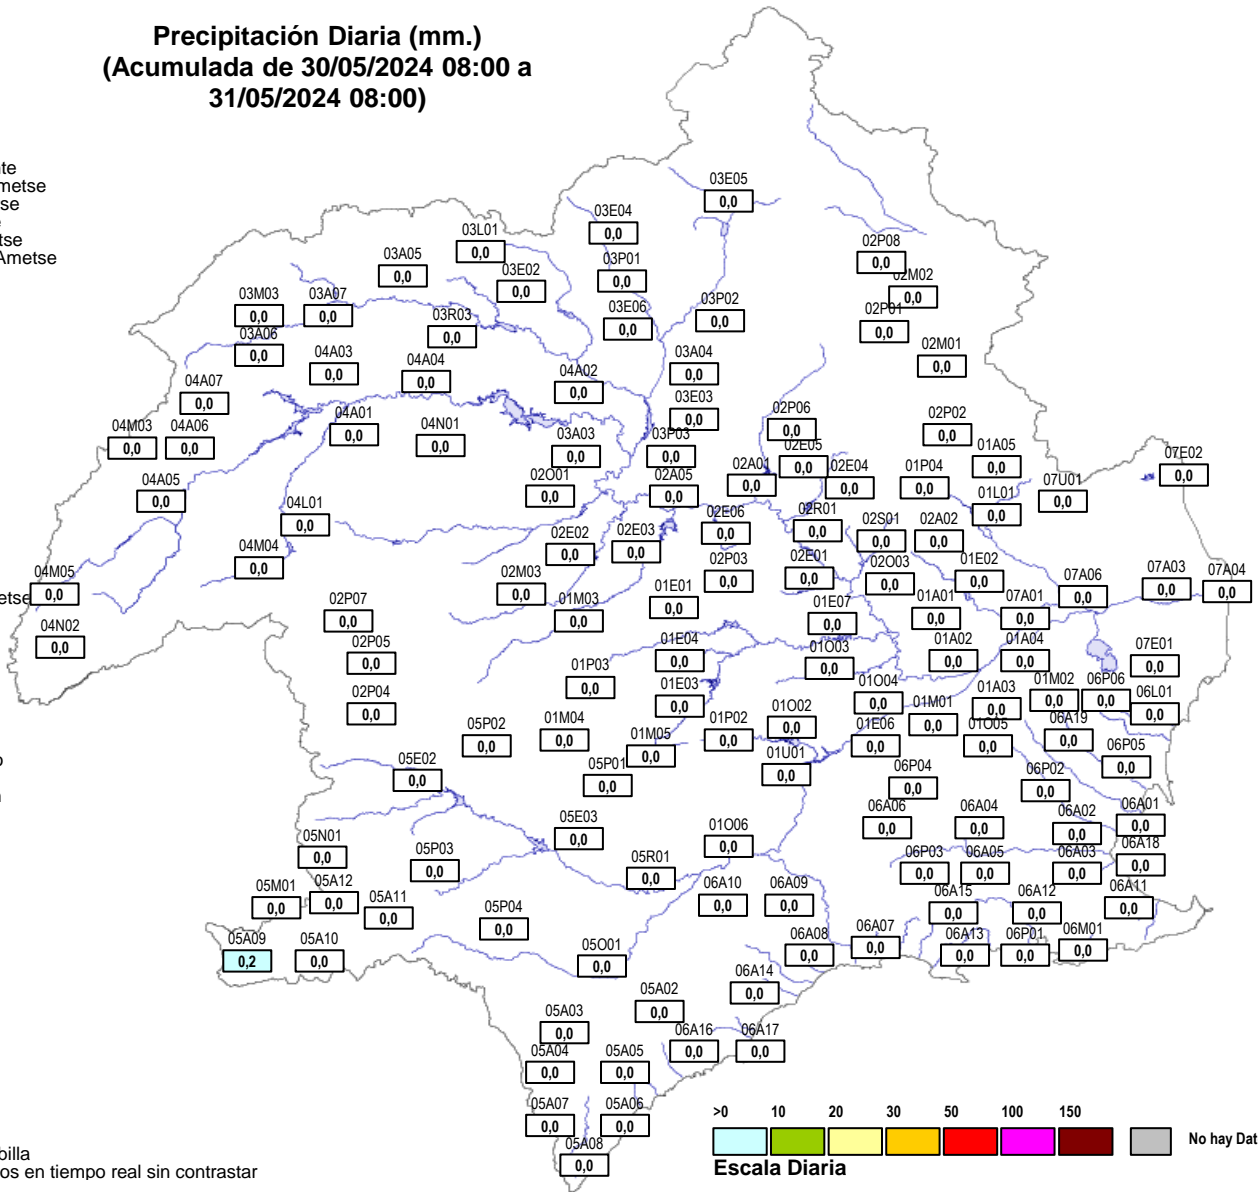 Precipitación Diaria (mm.)
(Acumulada de 30/05/2024 08:00 a
31/05/2024 08:00)
03E05
0,0
03E04
0,0
03L01
0,0
03A05
0,0
03P01
0,0
03E02
0,0
02P08
0,0
02M02
0,0
03M03
0,0
03A07
0,0
03R03
0,0
03E06
0,0
03P02
0,0
02P01
0,0
03A06
0,0
04A03
0,0
04A04
0,0
04A02
0,0
03A04
0,0
02M01
0,0
04A07
0,0
03E03
0,0
04M03
0,0
04A06
0,0
04A01
0,0
04N01
0,0
03A03
0,0
03P03
0,0
02P06
0,0
02P02
0,0
02E05
0,0
01A05
0,0
07E02
0,0
04A05
0,0
02O01
0,0
02A05
0,0
02A01
0,0
02E04
0,0
01P04
0,0
07U01
0,0
01L01
0,0
04L01
0,0
02E06
0,0
02R01
0,0
02S01
0,0
02A02
0,0
04M04
0,0
02E02
0,0
02E03
0,0
02P03
0,0
02E01
0,0
02O03
0,0
01E02
0,0
04M05
0,0
etse
07A06
0,0
07A03
0,0
07A04
0,0
02M03
0,0
01M03
0,0
01E01
0,0
01E07
0,0
01A01
0,0
07A01
0,0
02P07
0,0
04N02
0,0
02P05
0,0
01E04
0,0
01O03
0,0
01A02
0,0
01A04
0,0
07E01
0,0
01P03
0,0
02P04
0,0
01E03
0,0
01O04
0,0
01A03
0,0
01M02
0,0
06P06
0,0
06L01
0,0
05P02
0,0
01M04
0,0
01M05
0,0
01P02
0,0
01O02
0,0
01E06
0,0
01M01
0,0
01O05
0,0
06A19
0,0
06P05
0,0
05E02
0,0
05P01
0,0
01U01
0,0
06P04
0,0
06P02
0,0
05E03
0,0
01O06
0,0
06A06
0,0
06A04
0,0
06A02
0,0
06A01
0,0
05N01
0,0
05P03
0,0
05R01
0,0
06P03
0,0
06A05
0,0
06A03
0,0
06A18
0,0
05M01
0,0
05A12
0,0
05A11
0,0
05P04
0,0
06A10
0,0
06A09
0,0
06A15
0,0
06A12
0,0
06A11
0,0
05A09
0,2
05A10
0,0
05O01
0,0
06A08
0,0
06A07
0,0
06A13
0,0
06P01
0,0
06M01
0,0
05A02
0,0
06A14
0,0
05A03
0,0
06A16
0,0
06A17
0,0
05A04
0,0
05A05
0,0
05A07
0,0
05A06
0,0
05A08
0,0
>0 10 20 30 50 100 150
No hay Dat
Escala Diaria
te
metse
se
tse
Ametse
billa
os en tiempo real sin contrastar